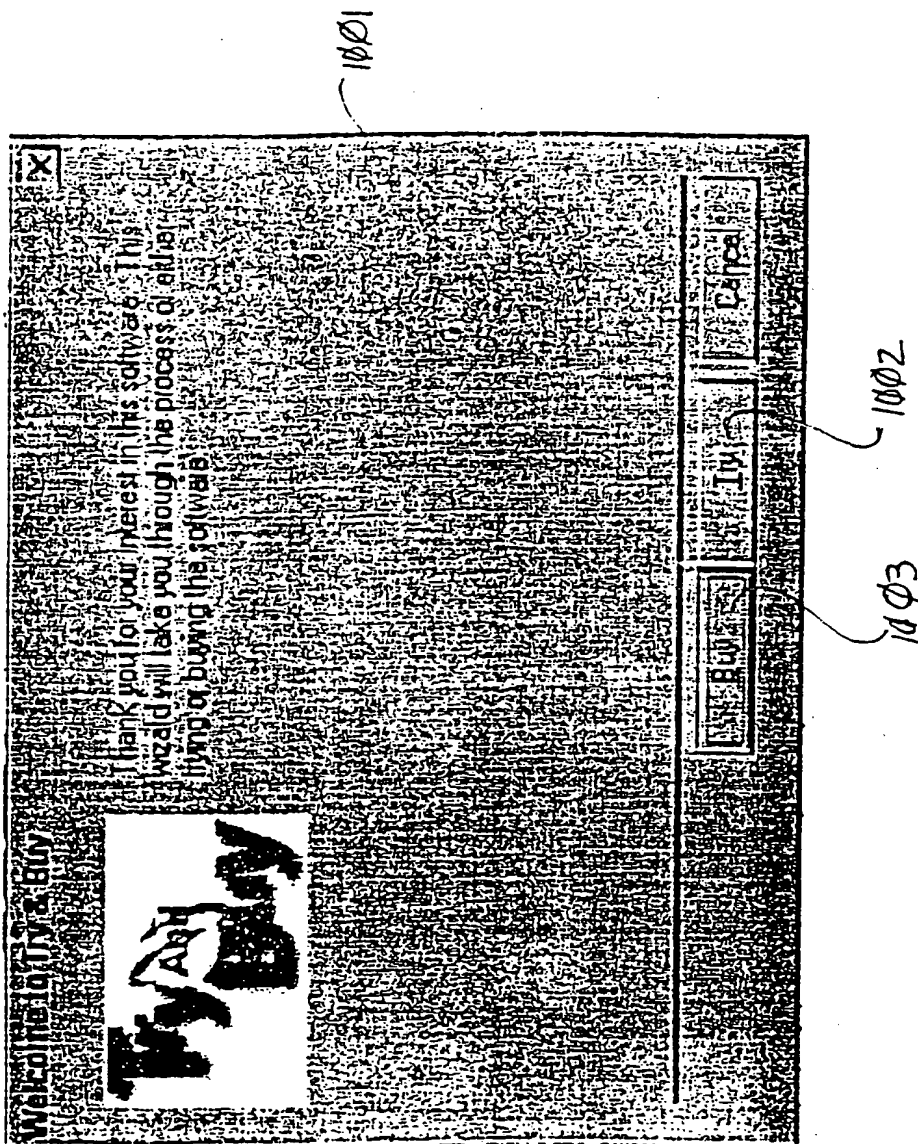 Welcome to Try & Buy
X
Try And Buy
Thank you for your interest in this software. This
wizard will take you through the process of either
trying or buying the software
Buy
Try
Cancel
1001
1002
1003